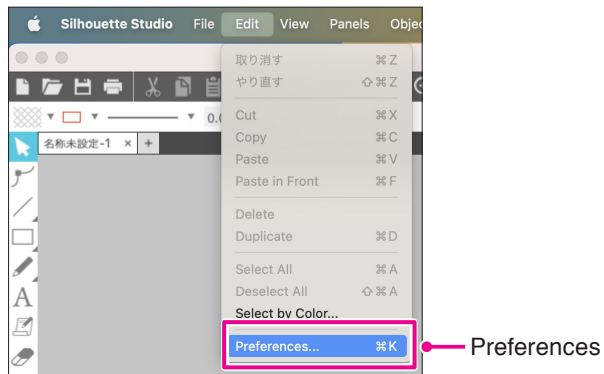 Silhouette Studio File Edit View Panels Objec
取り消す ⌘Z
やり直す ⇧⌘Z
0.0
Cut ⌘X
名称未設定-1 × +
Copy ⌘C
Paste ⌘V
Paste in Front ⌘F
Delete
Duplicate ⌘D
Select All ⌘A
Deselect All ⇧⌘A
Select by Color...
Preferences... ⌘K
Preferences
A